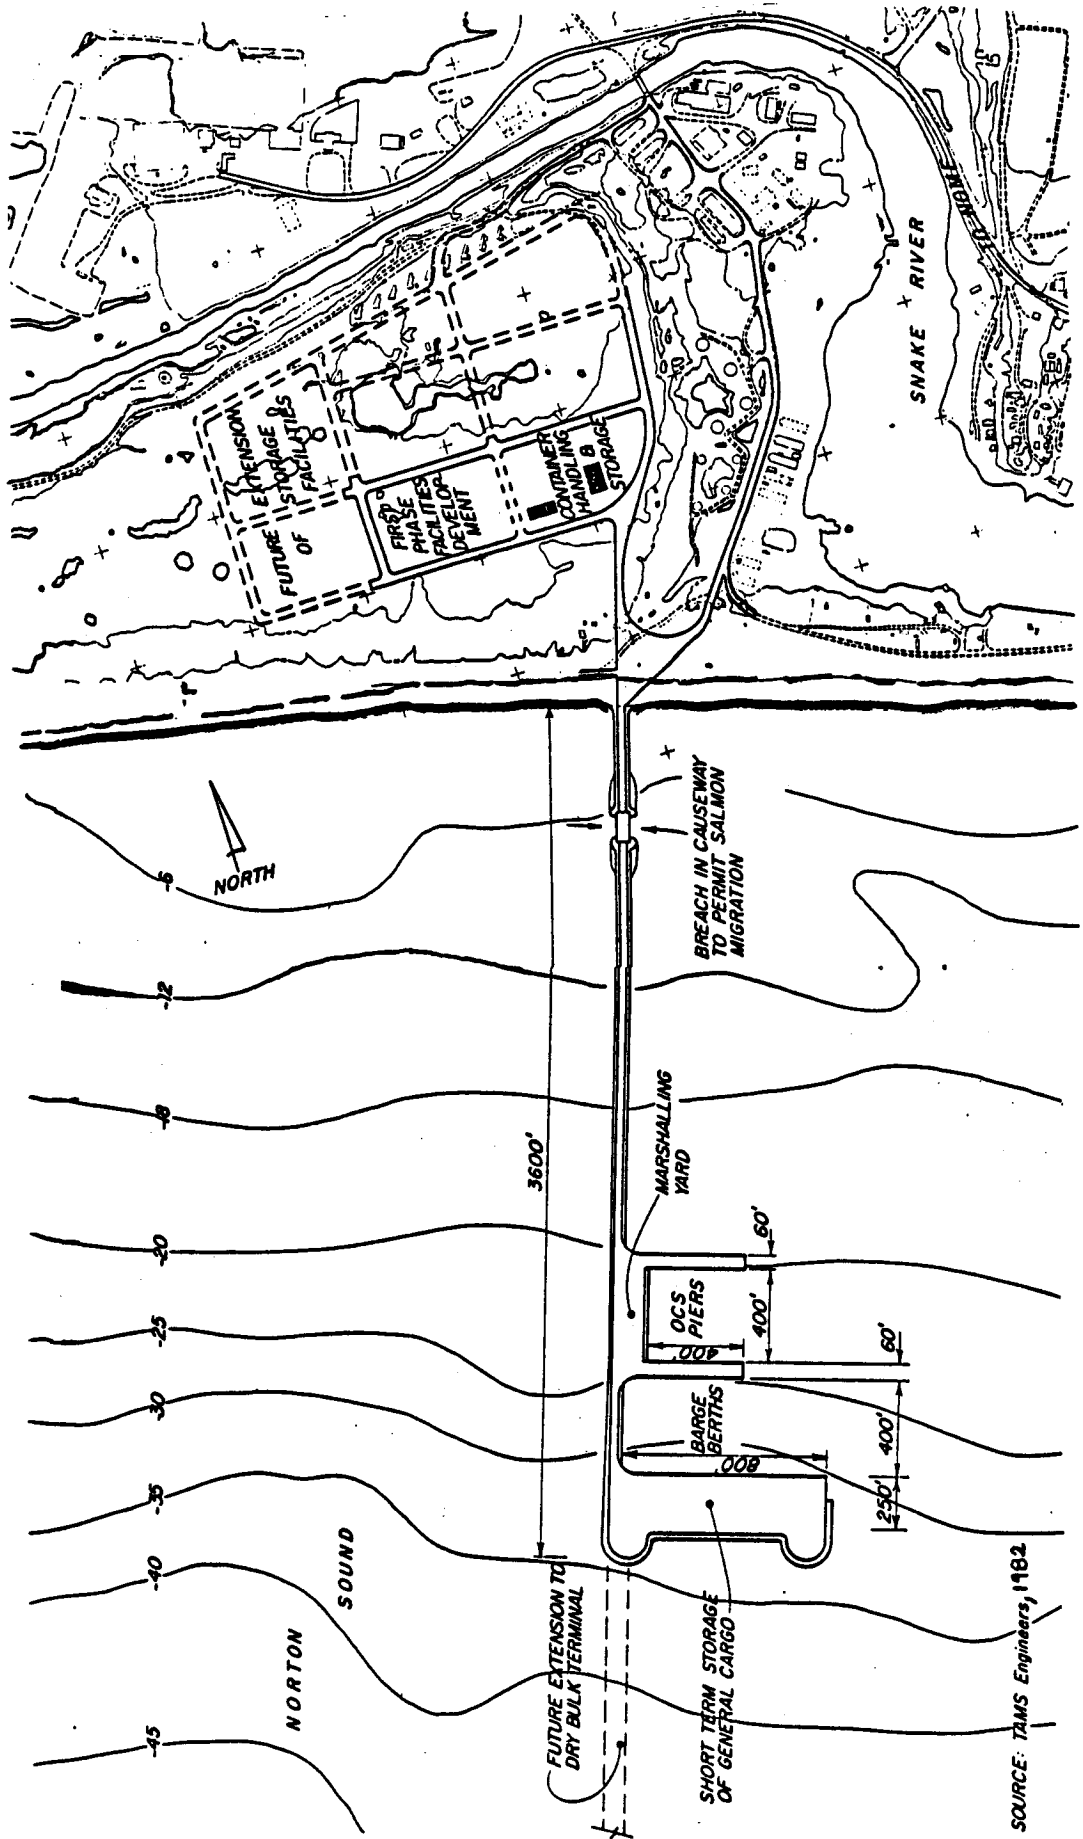 TO NOME
SNAKE RIVER
FUTURE EXTENSION
OF STORAGE
FACILITIES
FIRST
PHASE
FACILITIES
DEVELOP-
MENT
CONTAINER
HANDLING
&
STORAGE
NORTH
BREACH IN CAUSEWAY
TO PERMIT SALMON
MIGRATION
3600'
MARSHALLING
YARD
-6
-12
-18
-20
-25
-30
-35
-40
-45
60'
OCS
PIERS
400'
400'
60'
BARGE
BERTHS
800'
400'
250'
NORTON SOUND
FUTURE EXTENSION TO
DRY BULK TERMINAL
SHORT TERM STORAGE
OF GENERAL CARGO
SOURCE: TAMS Engineers, 1982